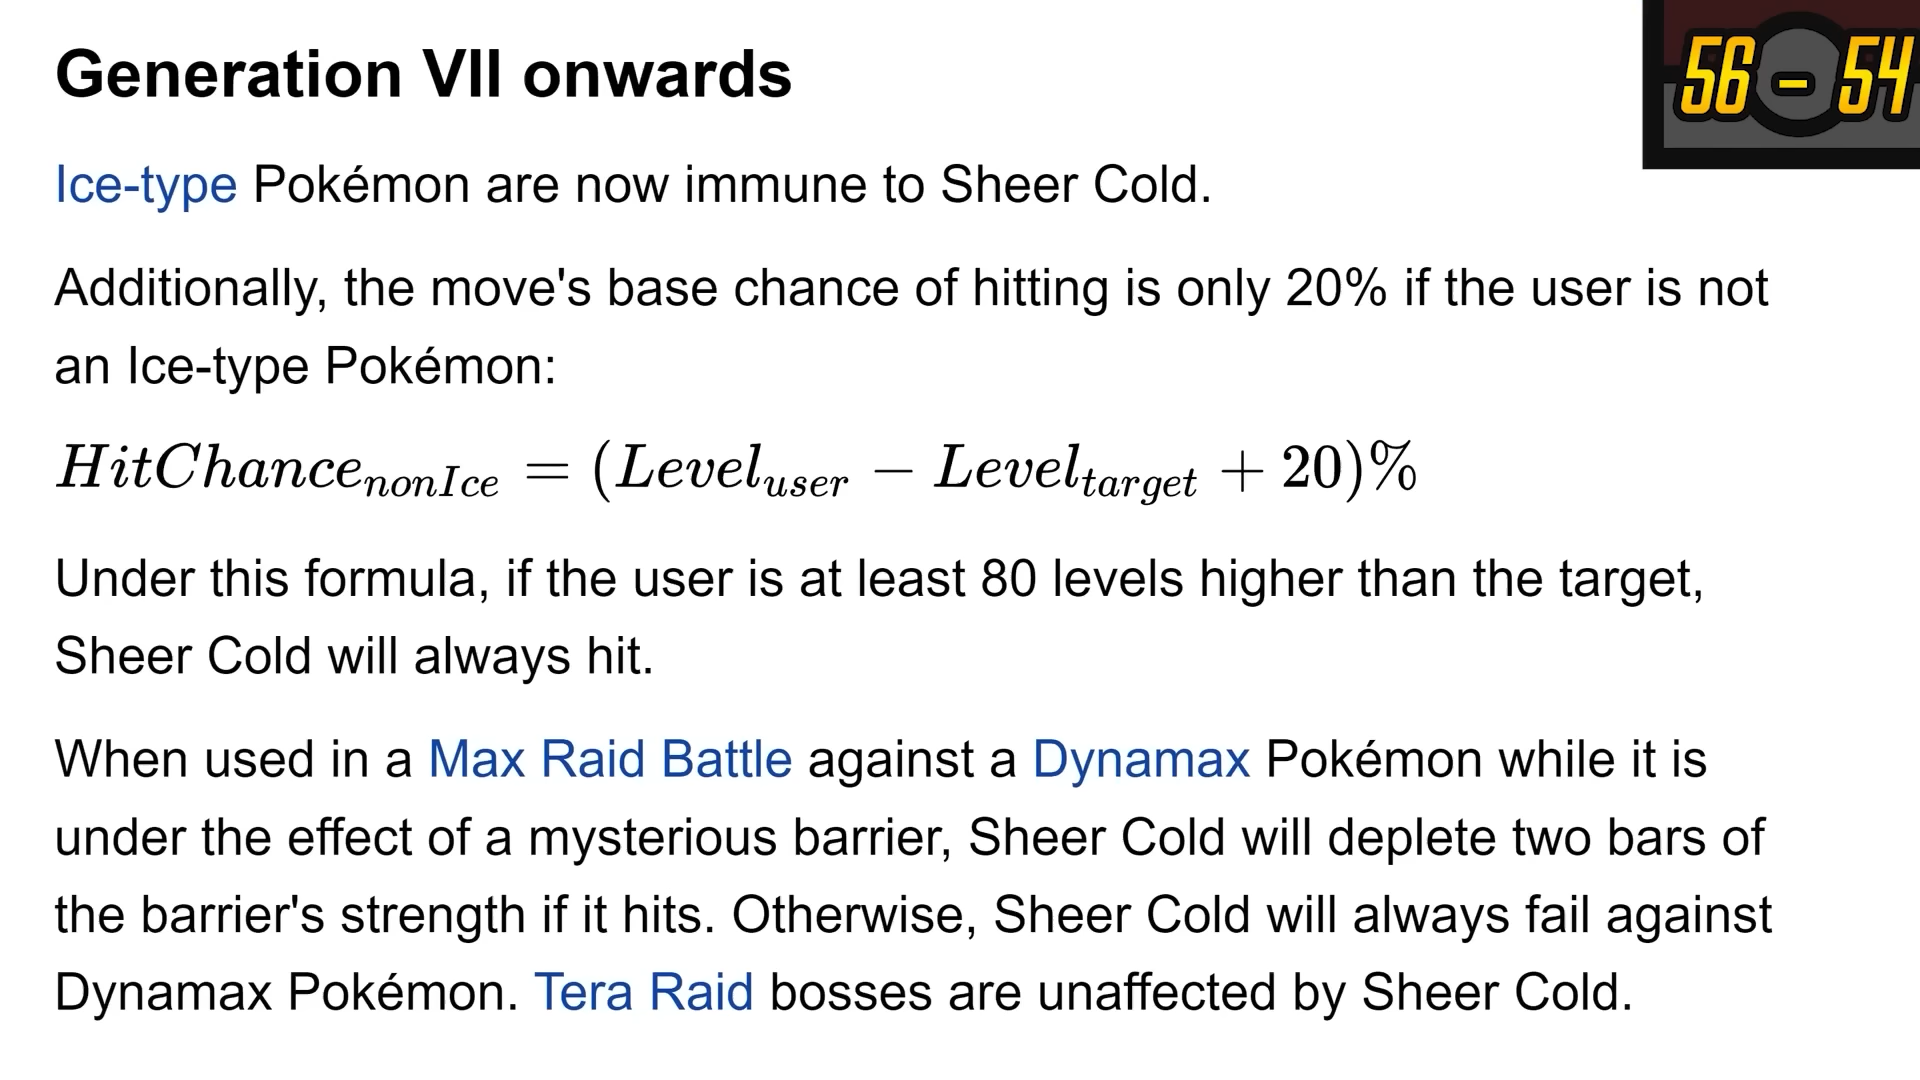 Generation VII onwards
56 - 54
Ice-type Pokémon are now immune to Sheer Cold.
Additionally, the move's base chance of hitting is only 20% if the user is not
an Ice-type Pokémon:
HitChance_nonIce = (Level_user − Level_target + 20)%
Under this formula, if the user is at least 80 levels higher than the target,
Sheer Cold will always hit.
When used in a Max Raid Battle against a Dynamax Pokémon while it is
under the effect of a mysterious barrier, Sheer Cold will deplete two bars of
the barrier's strength if it hits. Otherwise, Sheer Cold will always fail against
Dynamax Pokémon. Tera Raid bosses are unaffected by Sheer Cold.